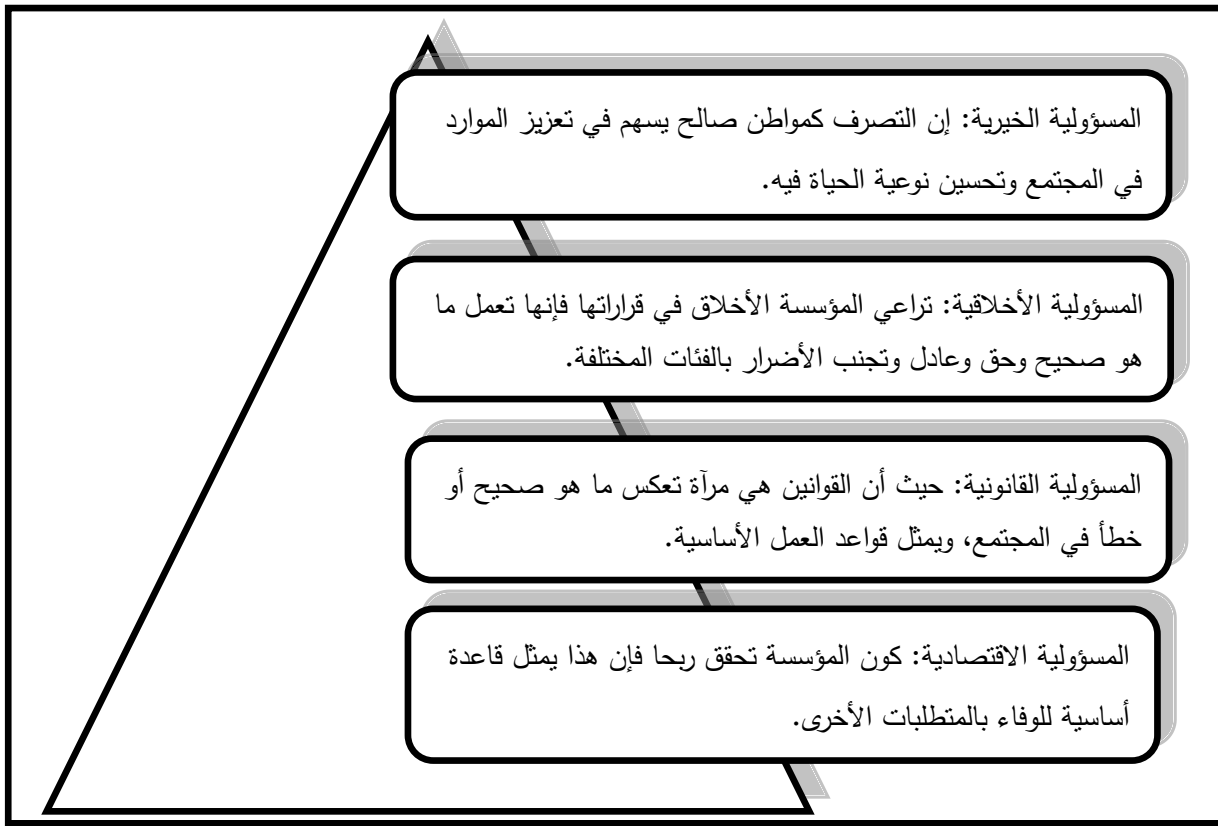 المسؤولية الخيرية: إن التصرف كمواطن صالح يسهم في تعزيز الموارد
في المجتمع وتحسين نوعية الحياة فيه.
المسؤولية الأخلاقية: تراعي المؤسسة الأخلاق في قراراتها فإنها تعمل ما
هو صحيح وحق وعادل وتجنب الأضرار بالفئات المختلفة.
المسؤولية القانونية: حيث أن القوانين هي مرآة تعكس ما هو صحيح أو
خطأ في المجتمع، ويمثل قواعد العمل الأساسية.
المسؤولية الاقتصادية: كون المؤسسة تحقق ربحا فإن هذا يمثل قاعدة
أساسية للوفاء بالمتطلبات الأخرى.